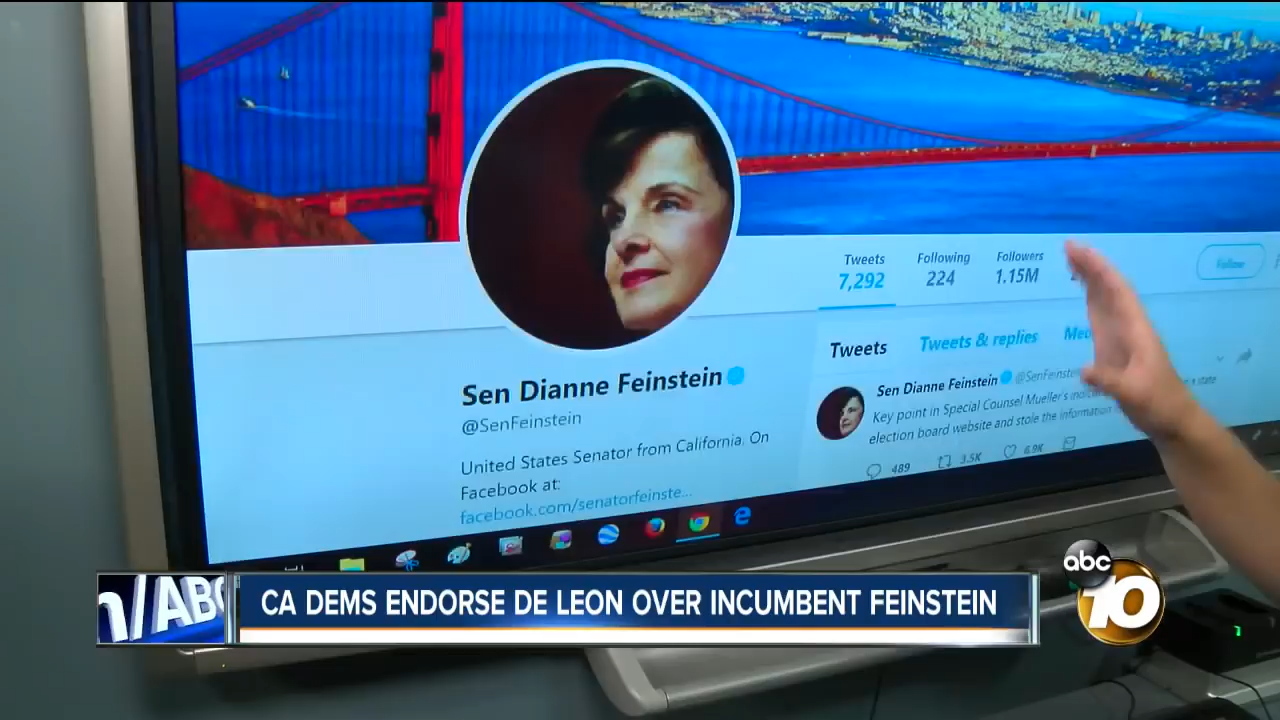 Tweets
7,292
Following
224
Followers
1.15M
Follow
Sen Dianne Feinstein
@SenFeinstein
United States Senator from California. On
Facebook at:
facebook.com/senatorfeinste...
Tweets
Tweets & replies
Sen Dianne Feinstein @SenFeinstein
Key point in Special Counsel Mueller's a state
election board website and stole the information
489
3.5K
6.9K
n/ABC
CA DEMS ENDORSE DE LEON OVER INCUMBENT FEINSTEIN
abc
10